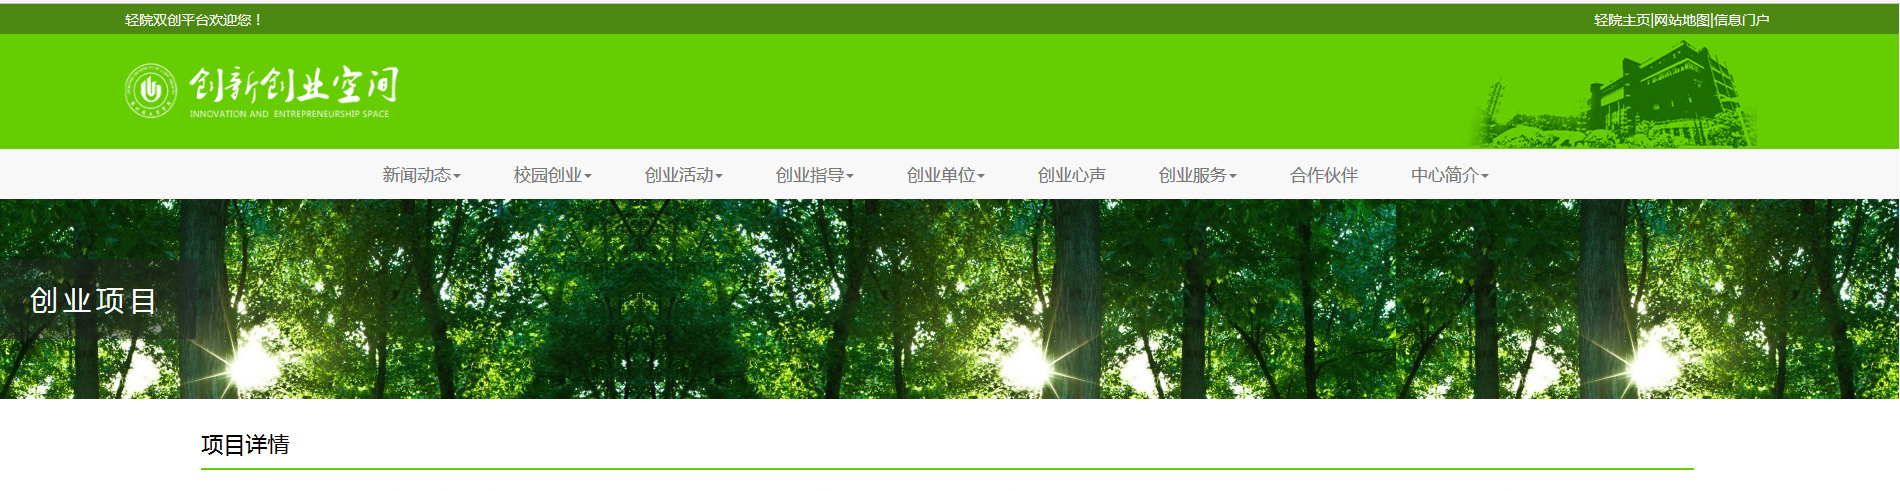 轻院双创平台欢迎您！
轻院主页|网站地图|信息门户
创新创业空间
INNOVATION AND ENTREPRENEURSHIP SPACE
新闻动态 校园创业 创业活动 创业指导 创业单位 创业心声 创业服务 合作伙伴 中心简介
创业项目
项目详情